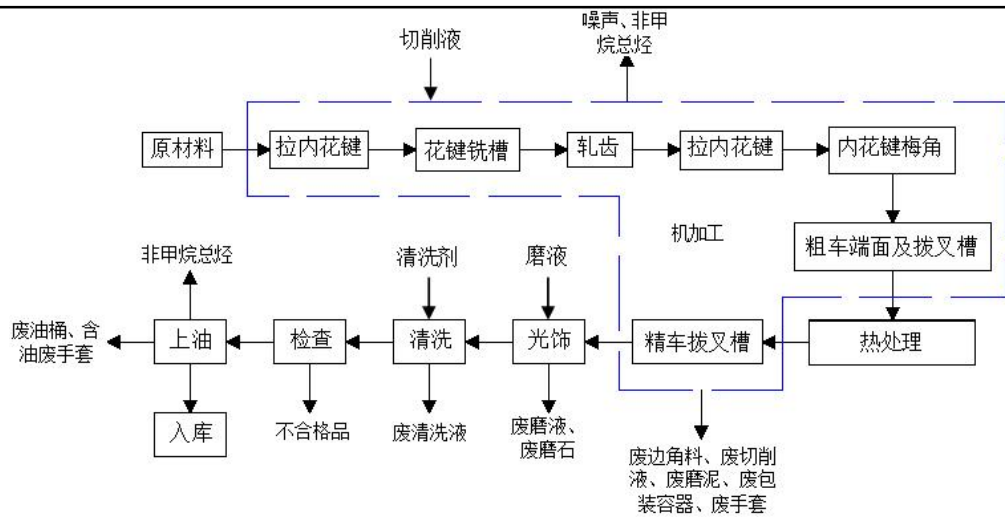 噪声、非甲
烷总烃
切削液
原材料
拉内花键
花键铣槽
轧齿
拉内花键
内花键梅角
机加工
粗车端面及拨叉槽
非甲烷总烃
清洗剂
磨液
废油桶、含
油废手套
上油
检查
清洗
光饰
精车拨叉槽
热处理
入库
不合格品
废清洗液
废磨液、
废磨石
废边角料、废切削
液、废磨泥、废包
装容器、废手套